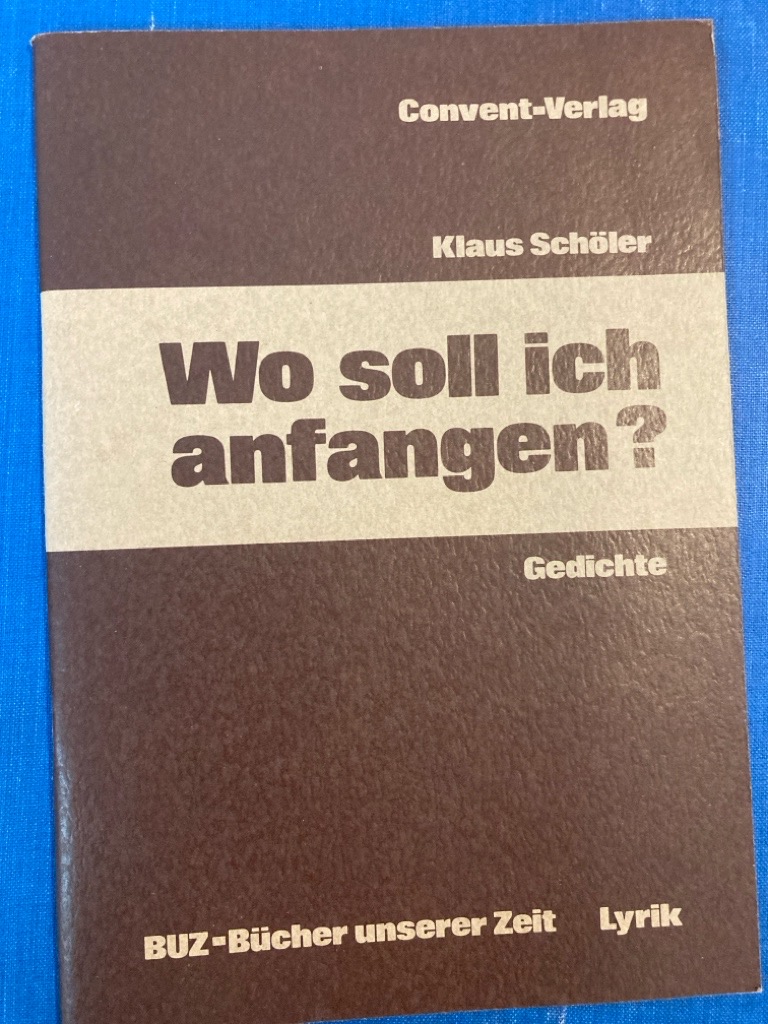 Convent-Verlag
Klaus Schöler
Wo soll ich
anfangen?
Gedichte
BUZ-Bücher unserer Zeit Lyrik